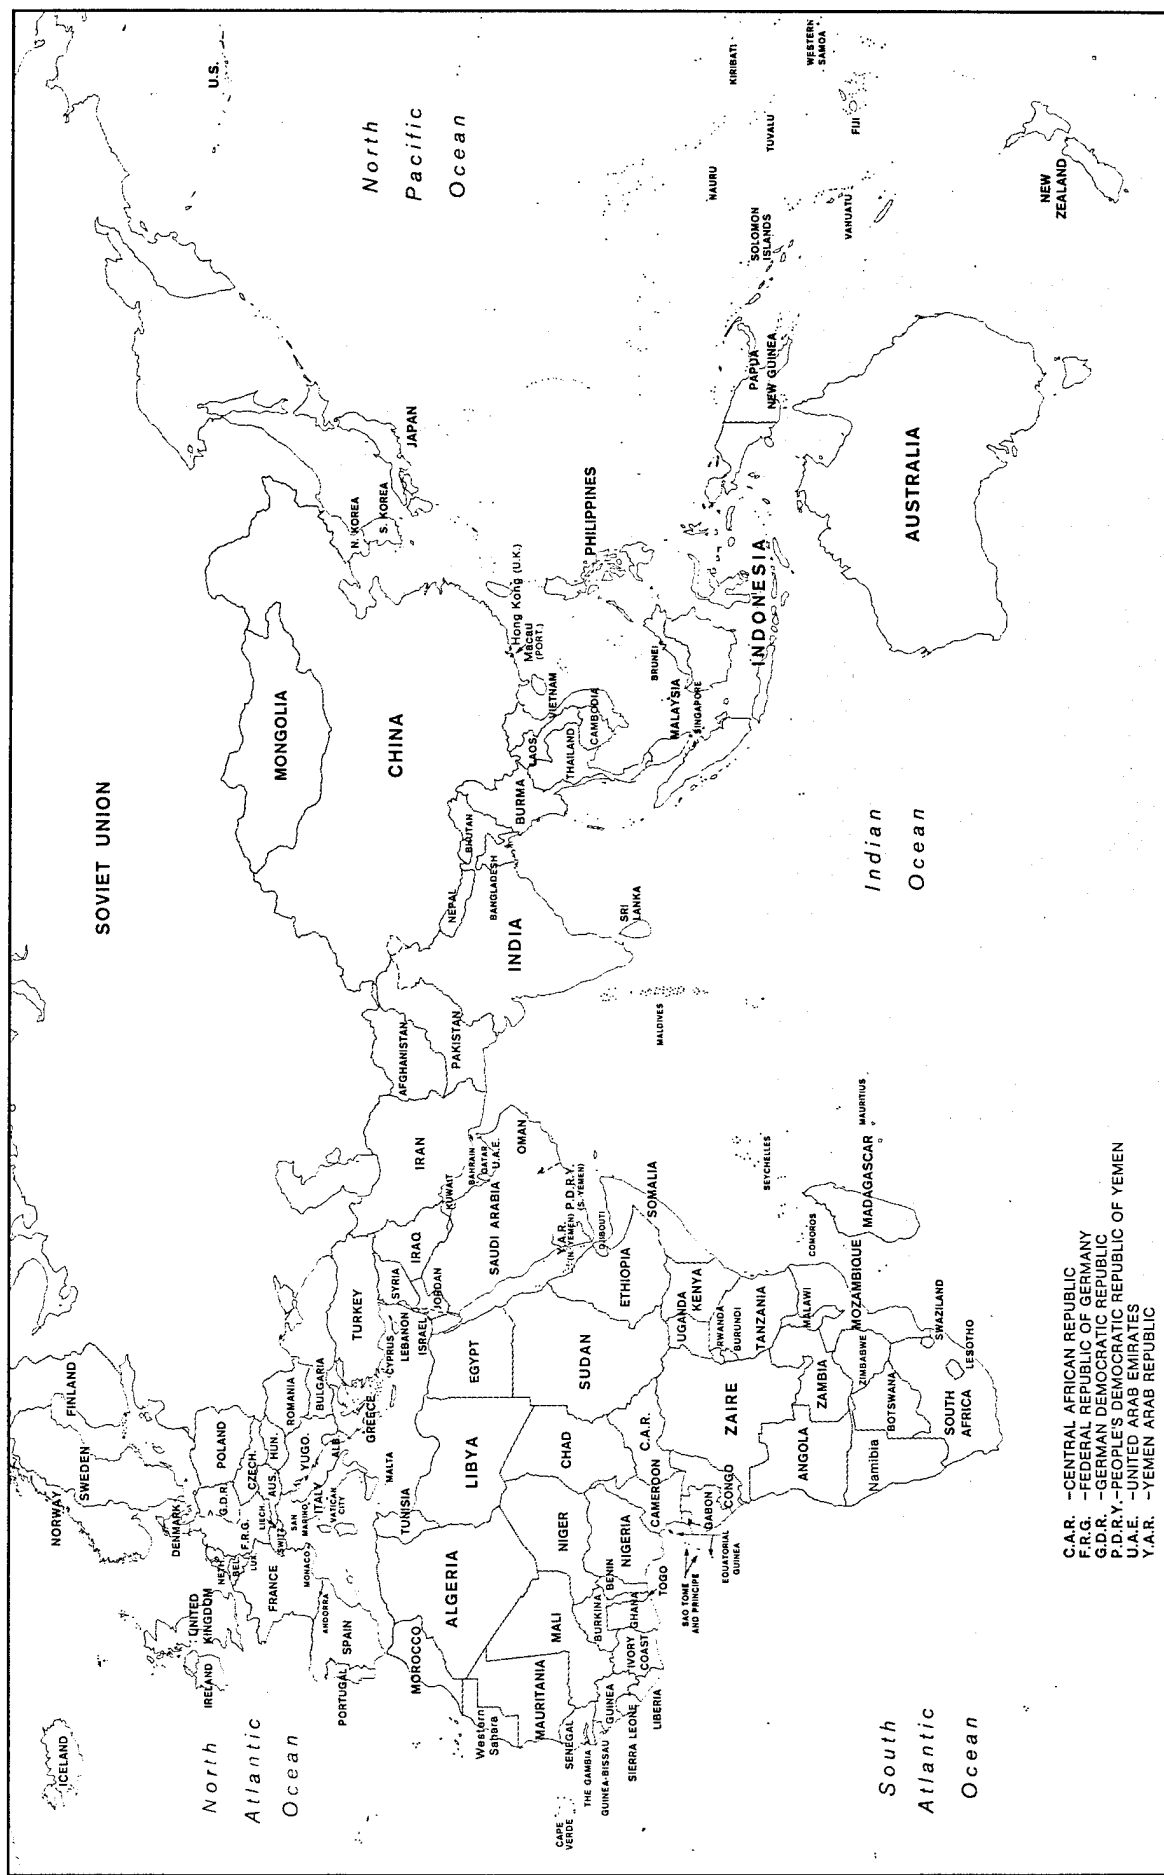 ICELAND
North
Atlantic
Ocean
NORWAY
SWEDEN
FINLAND
SOVIET UNION
U.S.
DENMARK
IRELAND
UNITED
KINGDOM
NETH.
BEL.
LUX.
G.D.R.
F.R.G.
POLAND
CZECH.
LIECH.
SWITZ.
AUS.
HUN.
FRANCE
MONACO
SAN
MARINO
ITALY
VATICAN
CITY
YUGO.
ALB.
ROMANIA
BULGARIA
GREECE
ANDORRA
SPAIN
PORTUGAL
MALTA
TURKEY
CYPRUS
LEBANON
ISRAEL
SYRIA
JORDAN
IRAQ
IRAN
KUWAIT
BAHRAIN
QATAR
U.A.E.
SAUDI ARABIA
OMAN
Y.A.R.
(N. YEMEN)
P.D.R.Y.
(S. YEMEN)
AFGHANISTAN
PAKISTAN
INDIA
NEPAL
BHUTAN
BANGLADESH
SRI
LANKA
MALDIVES
MONGOLIA
CHINA
N. KOREA
S. KOREA
JAPAN
Hong Kong (U.K.)
Macau
(PORT.)
BURMA
LAOS
THAILAND
VIETNAM
CAMBODIA
PHILIPPINES
BRUNEI
MALAYSIA
SINGAPORE
INDONESIA
North
Pacific
Ocean
PAPUA
NEW GUINEA
SOLOMON
ISLANDS
NAURU
KIRIBATI
TUVALU
WESTERN
SAMOA
FIJI
VANUATU
AUSTRALIA
NEW
ZEALAND
Indian
Ocean
MOROCCO
Western
Sahara
ALGERIA
TUNISIA
LIBYA
EGYPT
MAURITANIA
MALI
NIGER
CHAD
SUDAN
ETHIOPIA
DJIBOUTI
SOMALIA
CAPE
VERDE
SENEGAL
THE GAMBIA
GUINEA-BISSAU
GUINEA
SIERRA LEONE
LIBERIA
IVORY
COAST
BURKINA
GHANA
TOGO
BENIN
NIGERIA
CAMEROON
C.A.R.
SAO TOME
AND PRINCIPE
EQUATORIAL
GUINEA
GABON
CONGO
ZAIRE
UGANDA
KENYA
RWANDA
BURUNDI
TANZANIA
SEYCHELLES
COMOROS
ANGOLA
ZAMBIA
MALAWI
MOZAMBIQUE
MADAGASCAR
MAURITIUS
ZIMBABWE
BOTSWANA
Namibia
SOUTH
AFRICA
SWAZILAND
LESOTHO
South
Atlantic
Ocean
C.A.R. -CENTRAL AFRICAN REPUBLIC
F.R.G. -FEDERAL REPUBLIC OF GERMANY
G.D.R. -GERMAN DEMOCRATIC REPUBLIC
P.D.R.Y. -PEOPLE'S DEMOCRATIC REPUBLIC OF YEMEN
U.A.E. -UNITED ARAB EMIRATES
Y.A.R. -YEMEN ARAB REPUBLIC